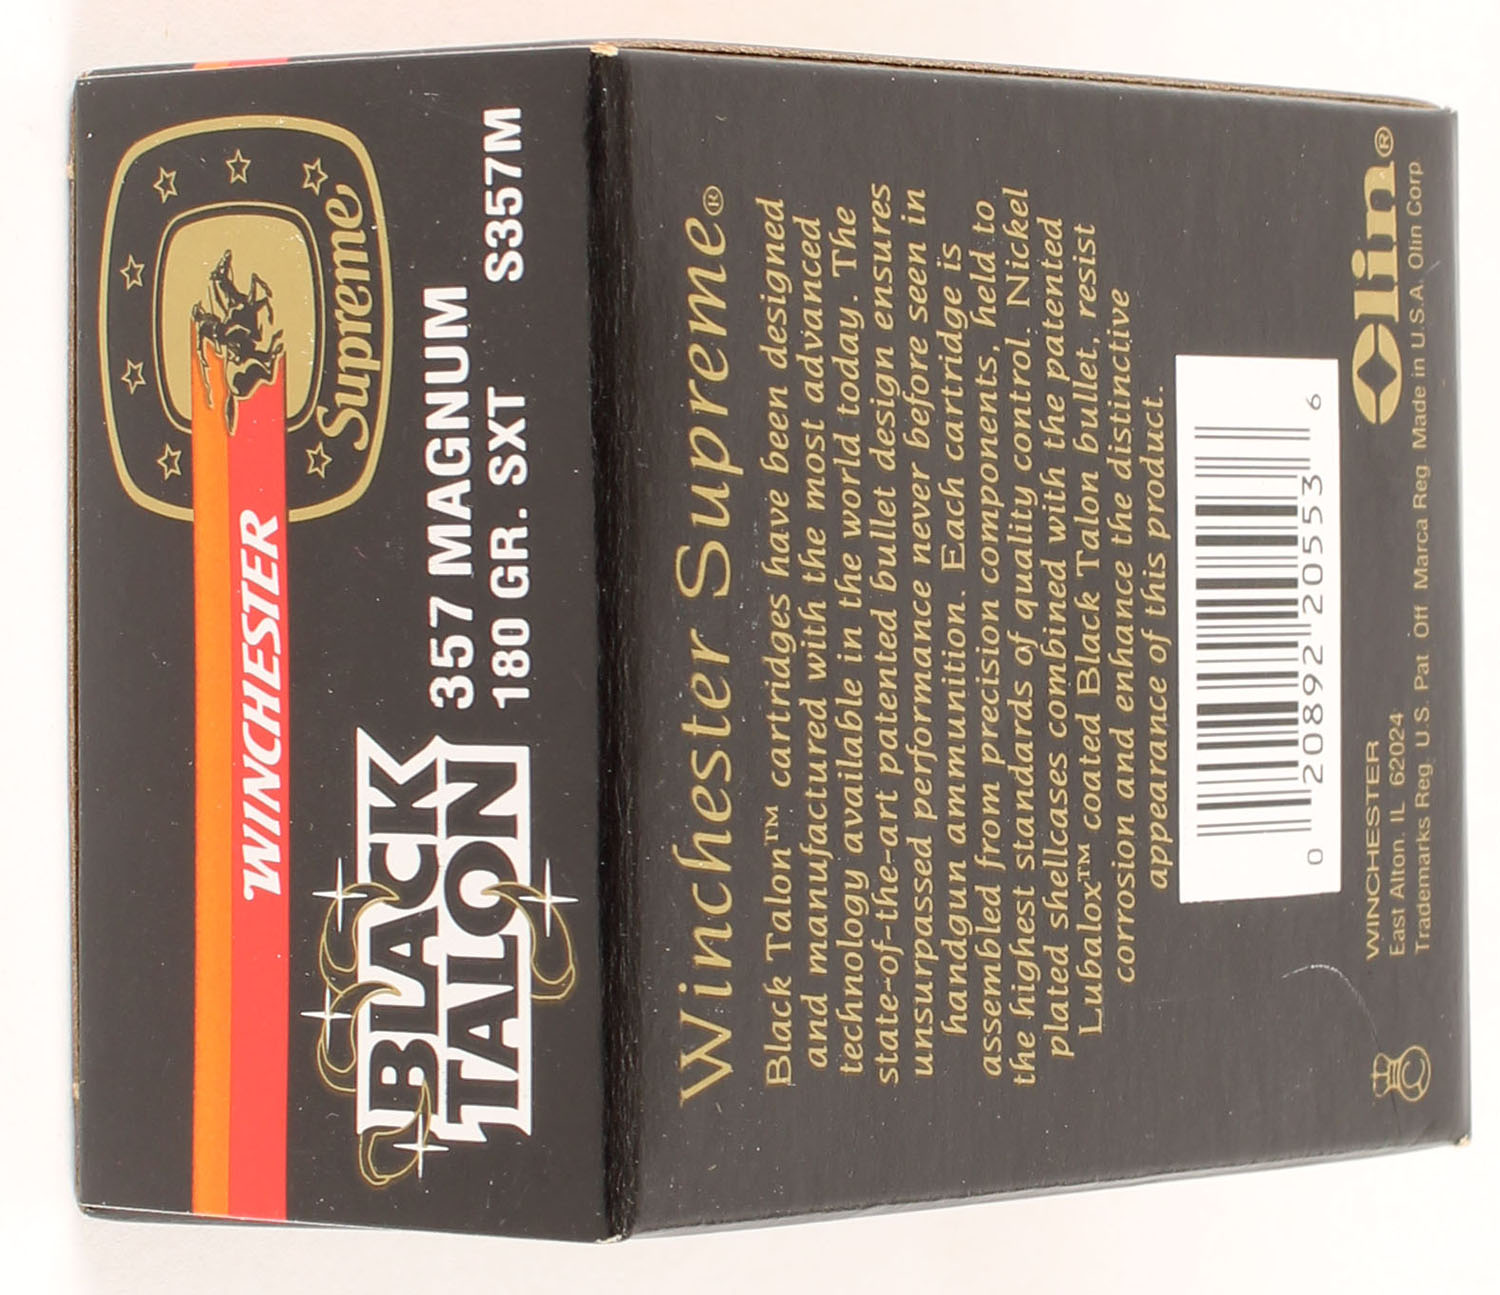 WINCHESTER
Supreme®
BLACK
TALON
357 MAGNUM
180 GR. SXT S357M
Winchester Supreme®
Black Talon™ cartridges have been designed
and manufactured with the most advanced
technology available in the world today. The
state-of-the-art patented bullet design ensures
unsurpassed performance never before seen in
handgun ammunition. Each cartridge is
assembled from precision components, held to
the highest standards of quality control. Nickel
plated shellcases combined with the patented
Lubalox™ coated Black Talon bullet, resist
corrosion and enhance the distinctive
appearance of this product.
0 20892 20553 6
WINCHESTER
East Alton, IL 62024
Trademarks Reg. U.S. Pat Off Marca Reg Made in U.S.A. Olin Corp
Olin®